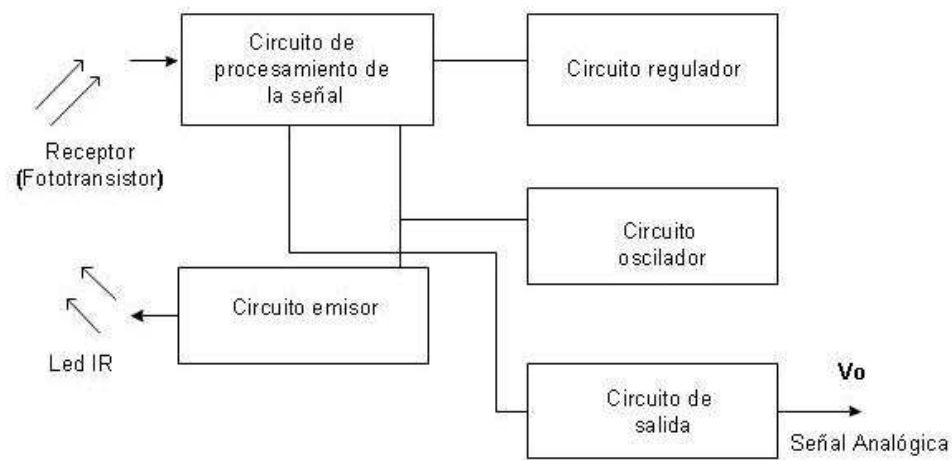 Circuito de
procesamiento de
la señal
Circuito regulador
Receptor
(Fototransistor)
Circuito
oscilador
Circuito emisor
Led IR
Circuito de
salida
Vo
Señal Analógica